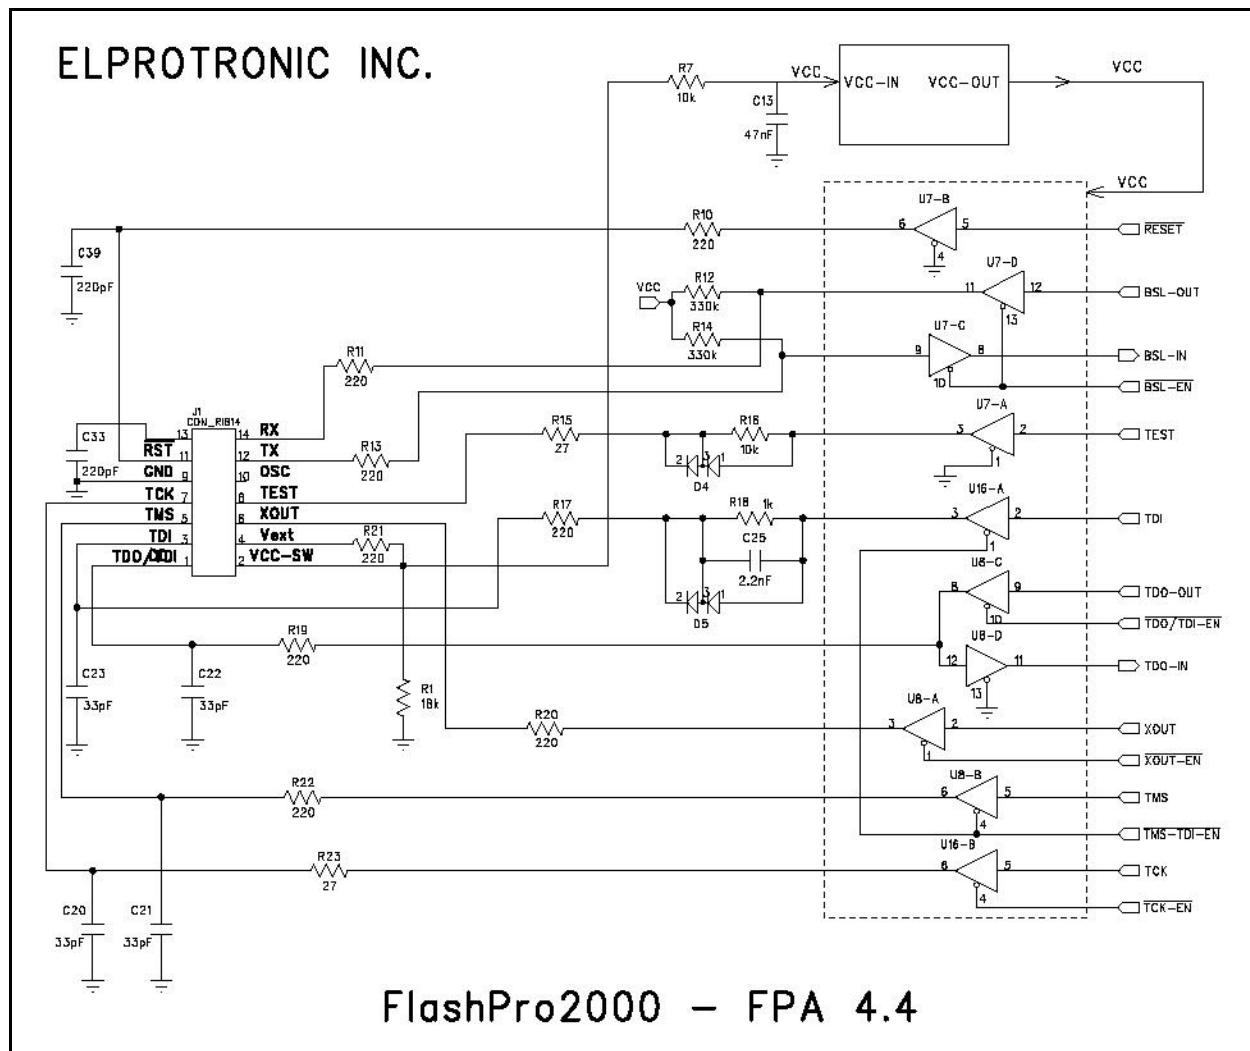 ELPROTRONIC INC.
R7
10k
VCC
VCC-IN
VCC-OUT
VCC
C13
47nF
VCC
U7-B
R10
220
6
5
4
RESET
C39
220pF
U7-D
VCC
R12
330k
11
12
13
BSL-OUT
R14
330k
U7-C
9
8
10
BSL-IN
R11
220
BSL-EN
U7-A
J1
CON_RIB14
C33
220pF
13
14
RX
RST
11
12
TX
GND
9
10
OSC
TCK
7
8
TEST
TMS
5
6
XOUT
TDI
3
4
Vext
TDO/TDI
1
2
VCC-SW
R13
220
R15
27
R16
10k
3
2
1
TEST
2
3
1
D4
U16-A
R17
220
R18
1k
3
2
1
TDI
R21
220
C25
2.2nF
U8-C
2
3
1
D5
8
9
10
TDO-OUT
TDO/TDI-EN
U8-D
R19
220
12
11
13
TDO-IN
C23
33pF
C22
33pF
R1
18k
U8-A
R20
220
3
2
1
XOUT
XOUT-EN
U8-B
R22
220
6
5
4
TMS
TMS-TDI-EN
U16-B
R23
27
6
5
4
TCK
TCK-EN
C20
33pF
C21
33pF
FlashPro2000 - FPA 4.4